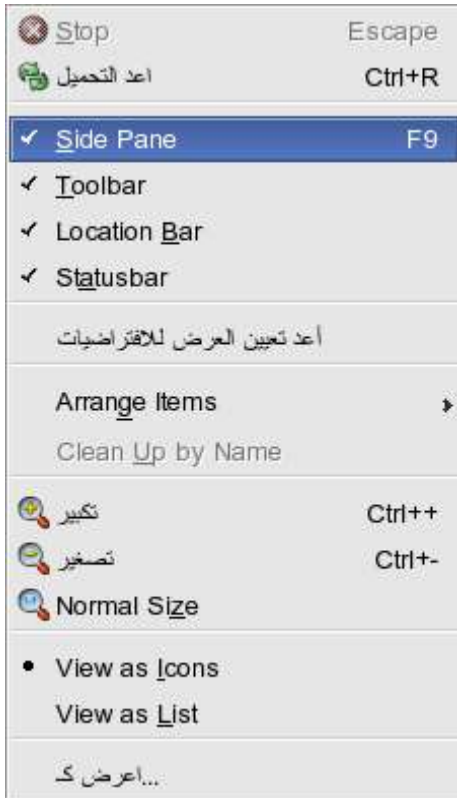 Stop Escape
اعد التحميل Ctrl+R
Side Pane F9
Toolbar
Location Bar
Statusbar
أعد تعيين العرض للافتراضيات
Arrange Items
Clean Up by Name
تكبير Ctrl++
تصغير Ctrl+-
Normal Size
View as Icons
View as List
اعرض كـ...